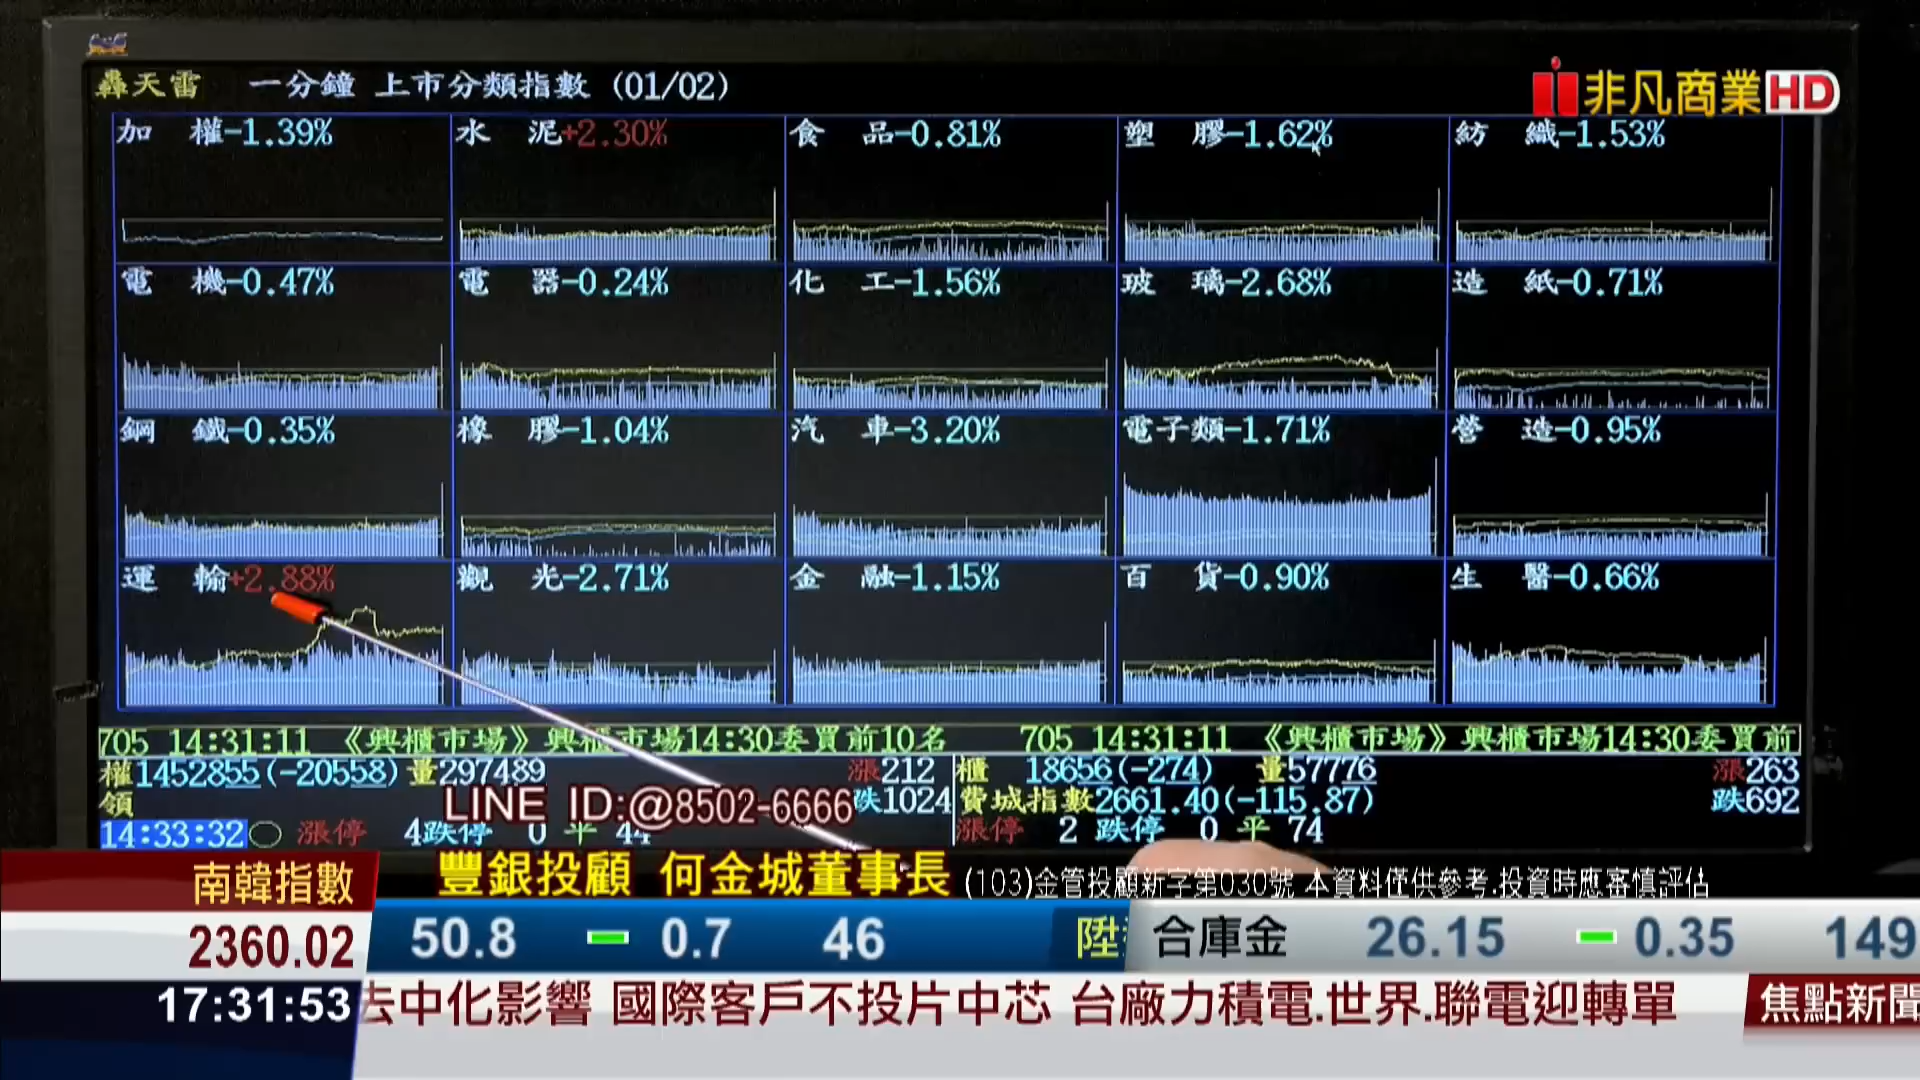 轟天雷 一分鐘 上市分類指數 (01/02)
非凡商業HD
加 權-1.39% 水 泥+2.30% 食 品-0.81% 塑 膠-1.62% 紡 織-1.53%
電 機-0.47% 電 器-0.24% 化 工-1.56% 玻 璃-2.68% 造 紙-0.71%
鋼 鐵-0.35% 橡 膠-1.04% 汽 車-3.20% 電子類-1.71% 營 造-0.95%
運 輸+2.88% 觀 光-2.71% 金 融-1.15% 百 貨-0.90% 生 醫-0.66%
705 14:31:11 《興櫃市場》興櫃市場14:30委買前10名 705 14:31:11 《興櫃市場》興櫃市場14:30委買前
權1452855(-20558) 量297489 漲212 櫃 18656(-274) 量57776 漲263
領 跌1024 費城指數2661.40(-115.87) 跌692
LINE ID:@8502-6666
14:33:32 漲停 4跌停 0 平 44 漲停 2 跌停 0 平 74
南韓指數 豐銀投顧 何金城董事長 (103)金管投顧新字第030號 本資料僅供參考.投資時應審慎評估
2360.02 50.8 0.7 46 陞 合庫金 26.15 0.35 149
17:31:53 去中化影響 國際客戶不投片中芯 台廠力積電.世界.聯電迎轉單 焦點新聞